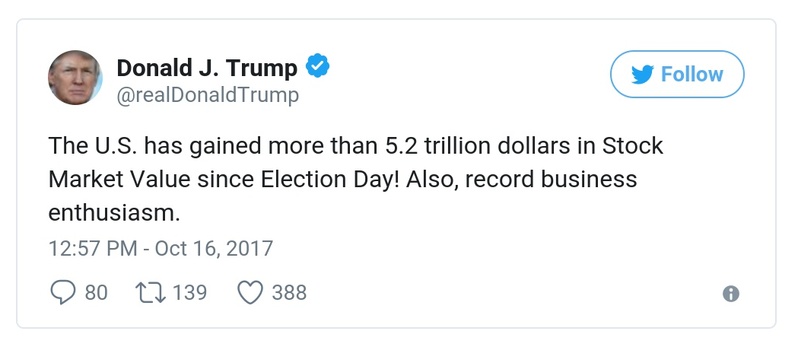 Donald J. Trump
Follow
@realDonaldTrump
The U.S. has gained more than 5.2 trillion dollars in Stock
Market Value since Election Day! Also, record business
enthusiasm.
12:57 PM - Oct 16, 2017
80 139 388